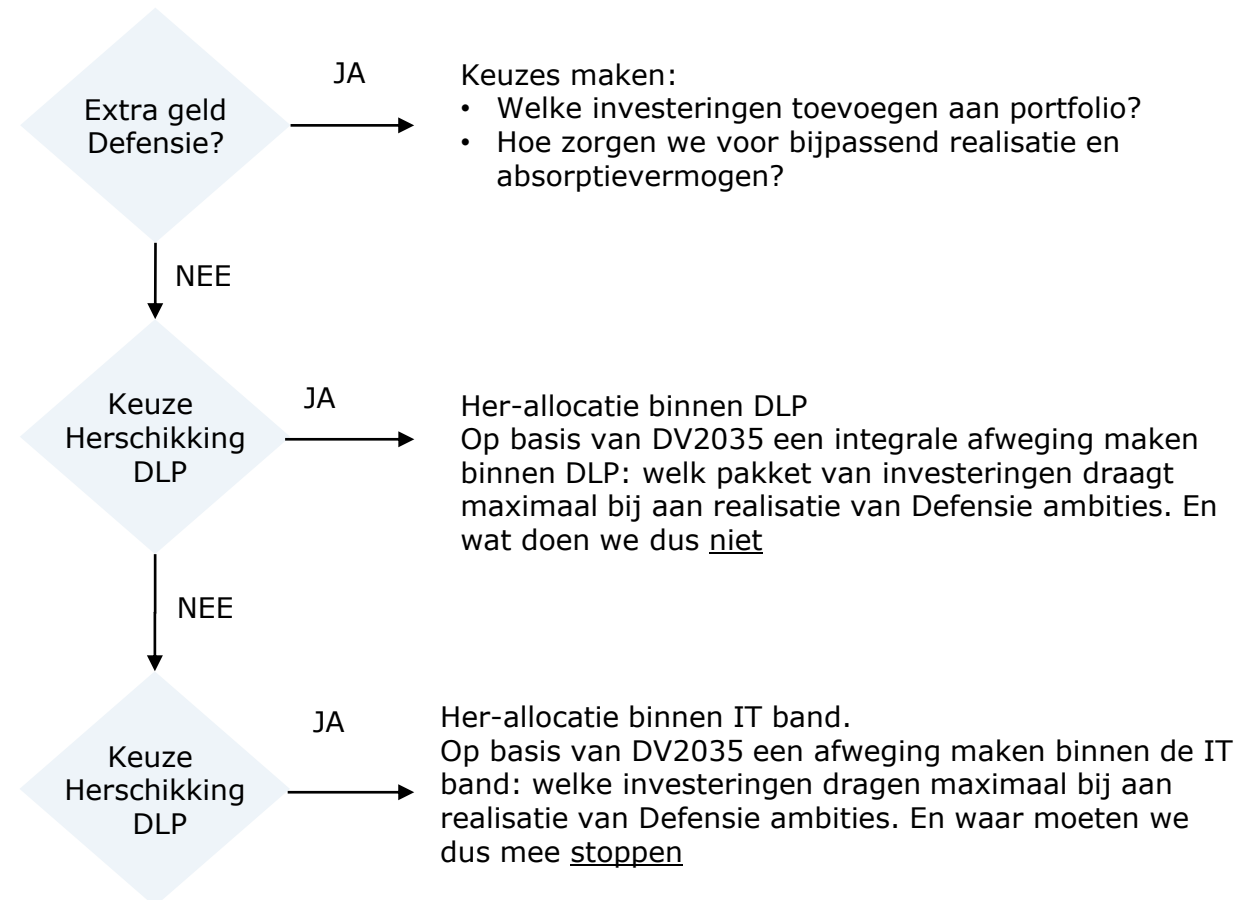 Extra geld
Defensie?
JA
Keuzes maken:
• Welke investeringen toevoegen aan portfolio?
• Hoe zorgen we voor bijpassend realisatie en
absorptievermogen?
NEE
Keuze
Herschikking
DLP
JA
Her-allocatie binnen DLP
Op basis van DV2035 een integrale afweging maken
binnen DLP: welk pakket van investeringen draagt
maximaal bij aan realisatie van Defensie ambities. En
wat doen we dus niet
NEE
Keuze
Herschikking
DLP
JA
Her-allocatie binnen IT band.
Op basis van DV2035 een afweging maken binnen de IT
band: welke investeringen dragen maximaal bij aan
realisatie van Defensie ambities. En waar moeten we
dus mee stoppen